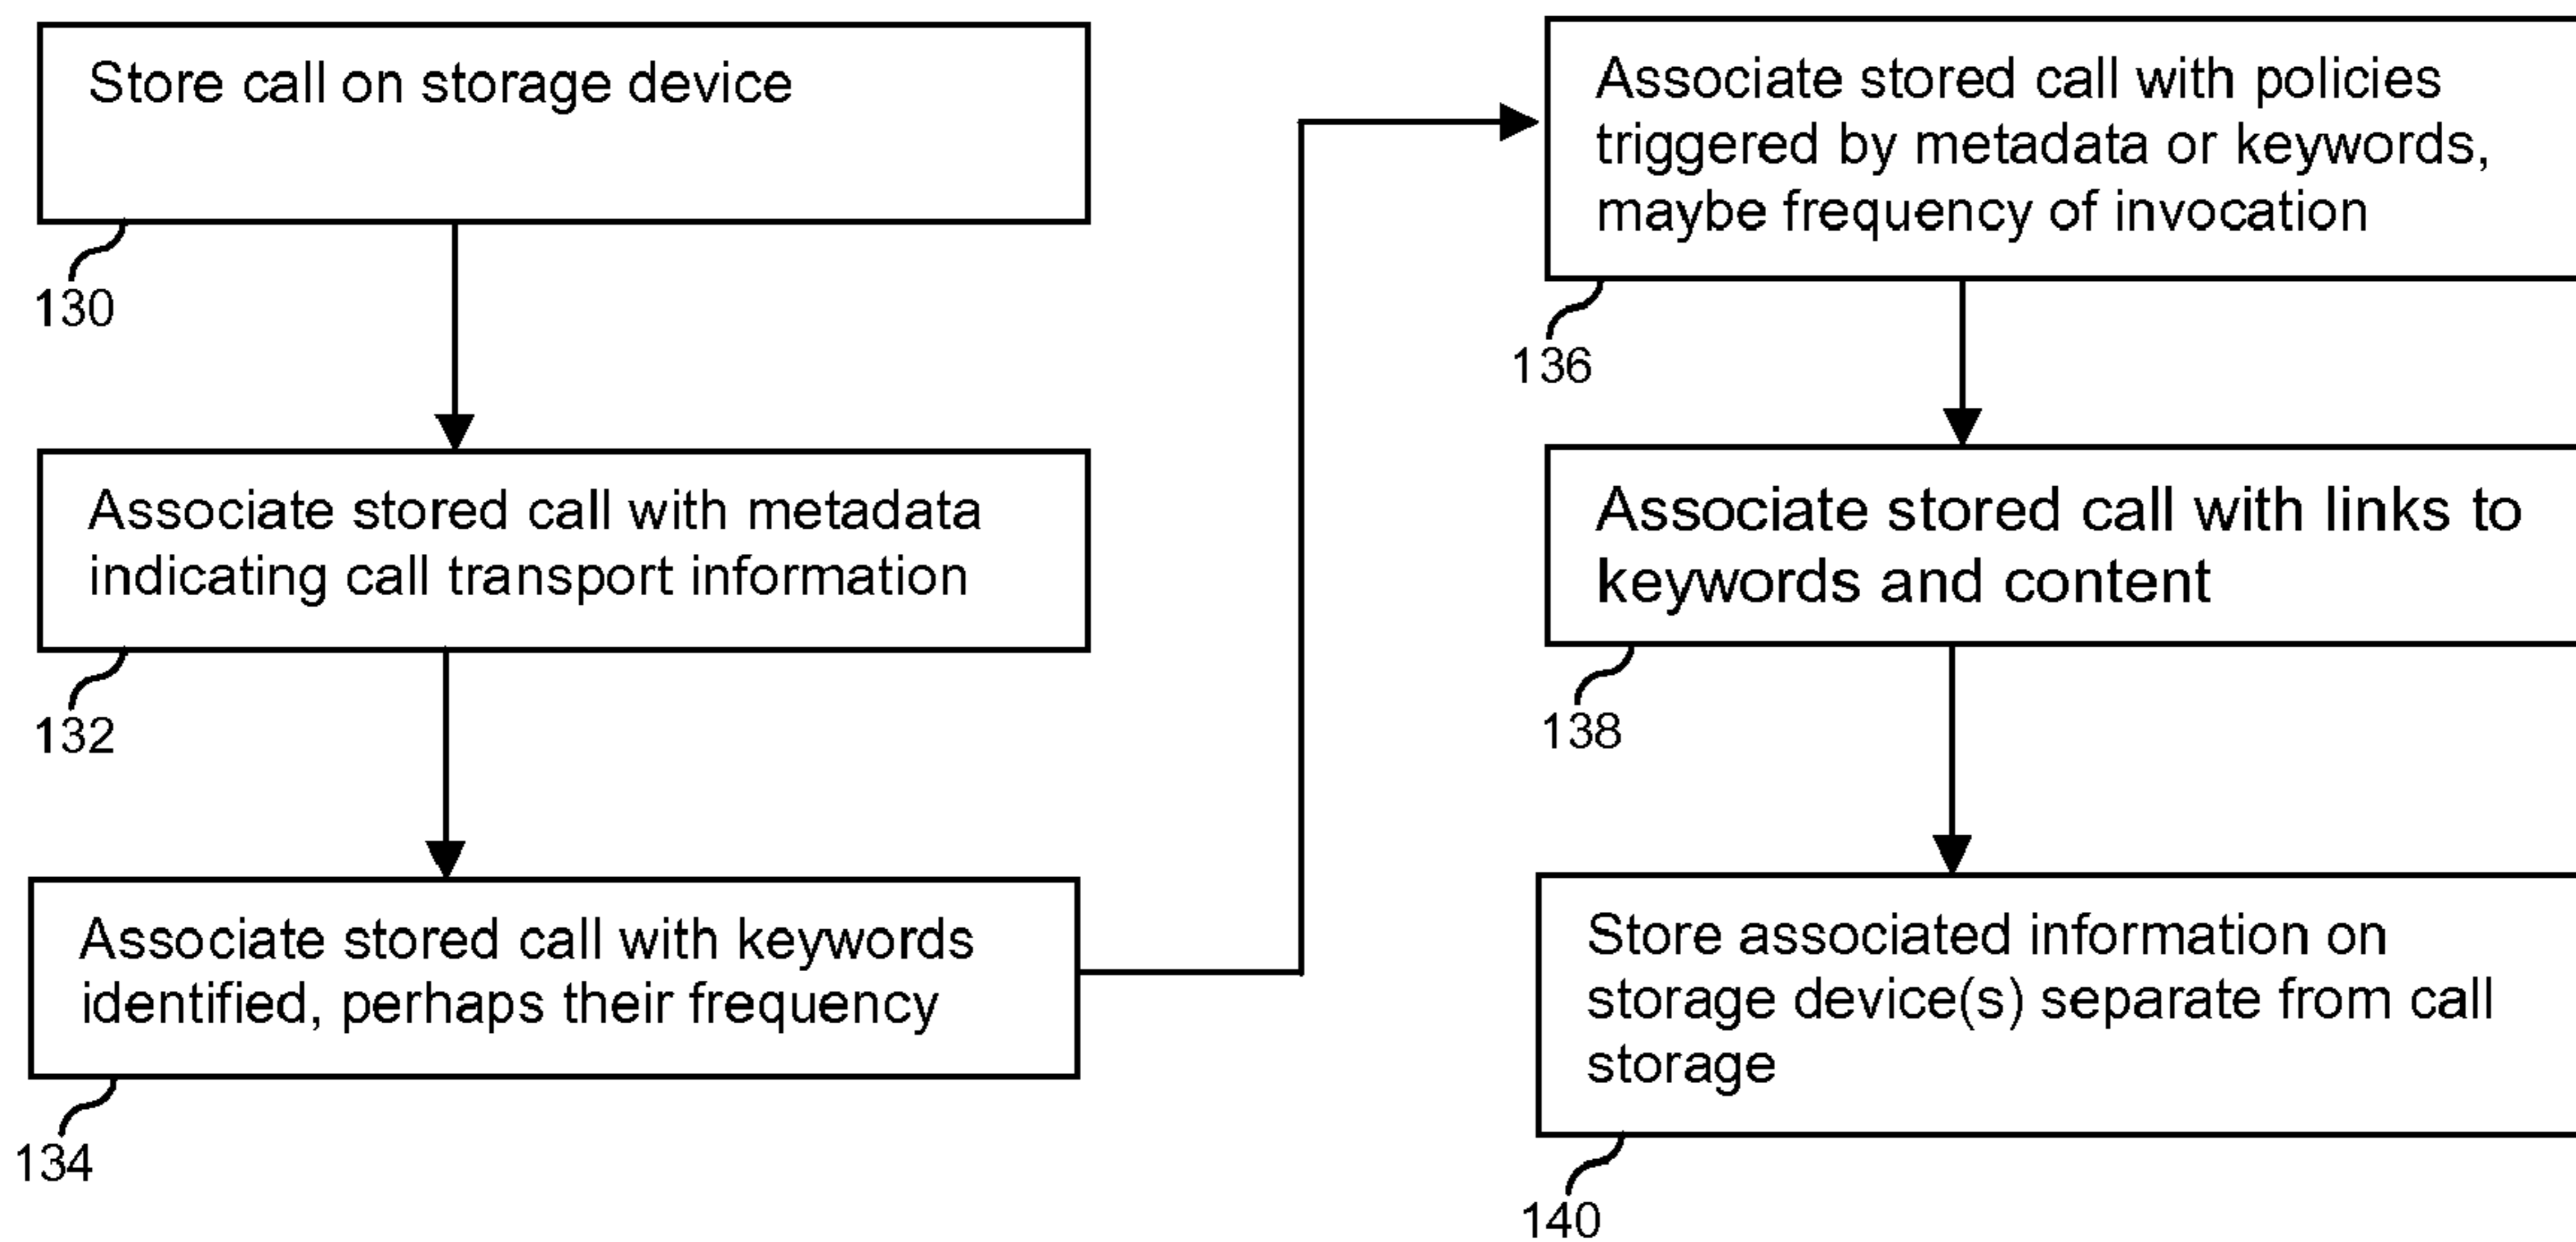 Store call on storage device
130
Associate stored call with metadata
indicating call transport information
132
Associate stored call with keywords
identified, perhaps their frequency
134
Associate stored call with policies
triggered by metadata or keywords,
maybe frequency of invocation
136
Associate stored call with links to
keywords and content
138
Store associated information on
storage device(s) separate from call
storage
140